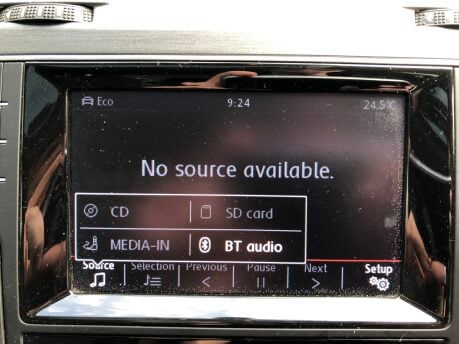 Eco 9:24 24.5°C
No source available.
CD SD card
MEDIA-IN BT audio
Source Selection Previous Pause Next Setup